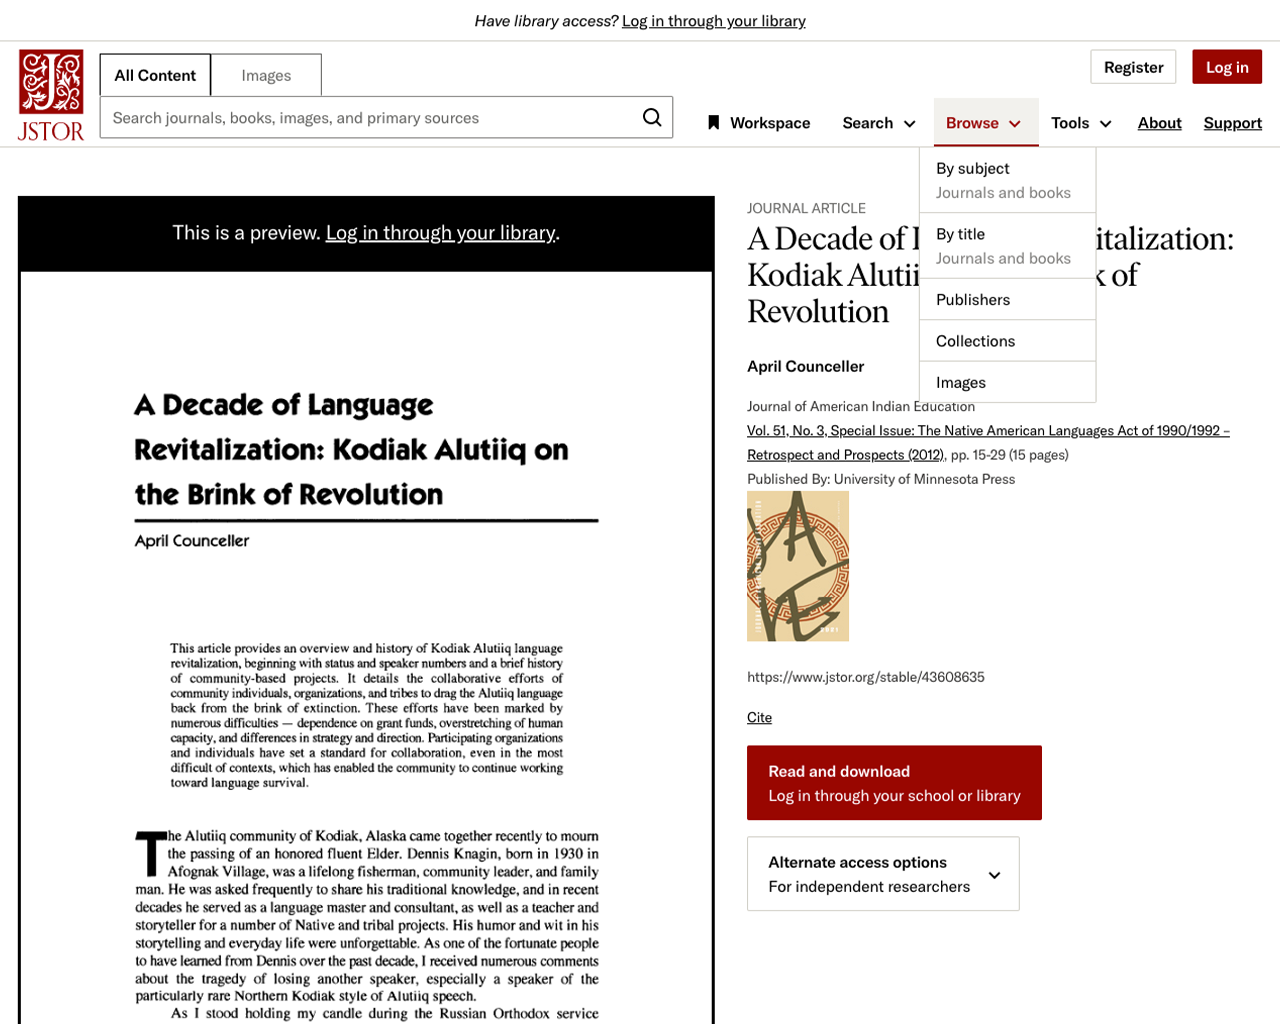 Have library access? Log in through your library
All Content
Images
Register
Log in
Search journals, books, images, and primary sources
JSTOR
Workspace
Search
Browse
Tools
About
Support
By subject
Journals and books
By title
Journals and books
Publishers
Collections
Images
This is a preview. Log in through your library.
A Decade of Language
Revitalization: Kodiak Alutiiq on
the Brink of Revolution
April Counceller
This article provides an overview and history of Kodiak Alutiiq language
revitalization, beginning with status and speaker numbers and a brief history
of community-based projects. It details the collaborative efforts of
community individuals, organizations, and tribes to drag the Alutiiq language
back from the brink of extinction. These efforts have been marked by
numerous difficulties — dependence on grant funds, overstretching of human
capacity, and differences in strategy and direction. Participating organizations
and individuals have set a standard for collaboration, even in the most
difficult of contexts, which has enabled the community to continue working
toward language survival.
The Alutiiq community of Kodiak, Alaska came together recently to mourn
the passing of an honored fluent Elder. Dennis Knagin, born in 1930 in
Afognak Village, was a lifelong fisherman, community leader, and family
man. He was asked frequently to share his traditional knowledge, and in recent
decades he served as a language master and consultant, as well as a teacher and
storyteller for a number of Native and tribal projects. His humor and wit in his
storytelling and everyday life were unforgettable. As one of the fortunate people
to have learned from Dennis over the past decade, I received numerous comments
about the tragedy of losing another speaker, especially a speaker of the
particularly rare Northern Kodiak style of Alutiiq speech.
As I stood holding my candle during the Russian Orthodox service
JOURNAL ARTICLE
A Decade of italization:
Kodiak Aluti k of
Revolution
April Counceller
Journal of American Indian Education
Vol. 51, No. 3, Special Issue: The Native American Languages Act of 1990/1992 –
Retrospect and Prospects (2012), pp. 15-29 (15 pages)
Published By: University of Minnesota Press
https://www.jstor.org/stable/43608635
Cite
Read and download
Log in through your school or library
Alternate access options
For independent researchers